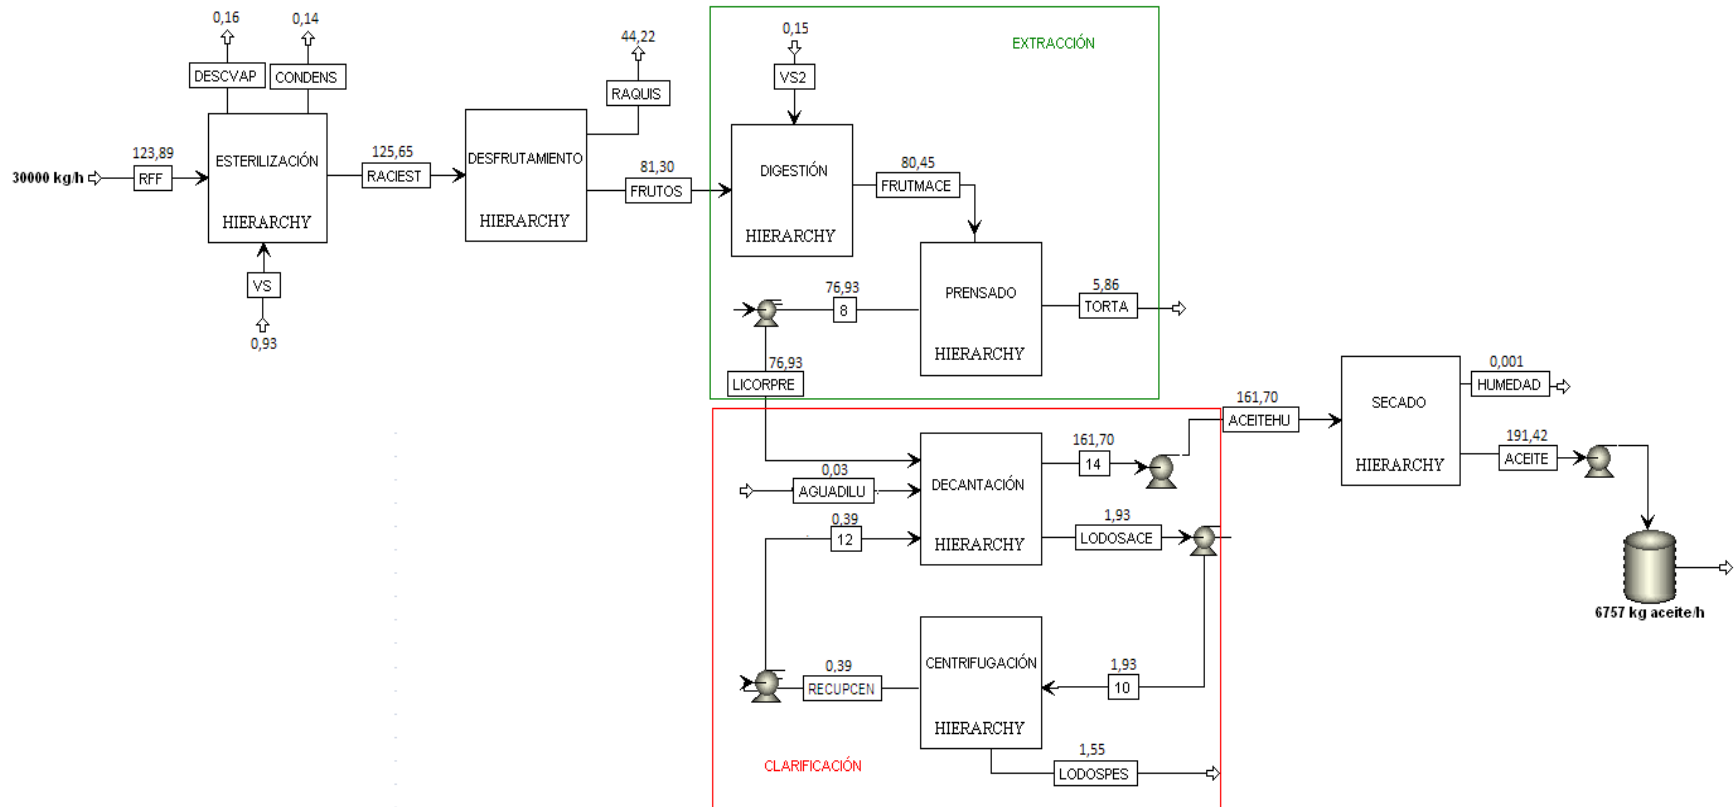 0,16
0,14
DESCVAP
CONDENS
30000 kg/h
123,89
RFF
ESTERILIZACIÓN
HIERARCHY
VS
0,93
125,65
RACIEST
DESFRUTAMIENTO
HIERARCHY
44,22
RAQUIS
81,30
FRUTOS
EXTRACCIÓN
0,15
VS2
DIGESTIÓN
HIERARCHY
80,45
FRUTMACE
PRENSADO
HIERARCHY
5,86
TORTA
76,93
8
76,93
LICORPRE
0,03
AGUADILU
0,39
12
DECANTACIÓN
HIERARCHY
161,70
14
1,93
LODOSACE
161,70
ACEITEHU
SECADO
HIERARCHY
0,001
HUMEDAD
191,42
ACEITE
6757 kg aceite/h
1,93
10
CENTRIFUGACIÓN
HIERARCHY
0,39
RECUPCEN
1,55
LODOSPES
CLARIFICACIÓN